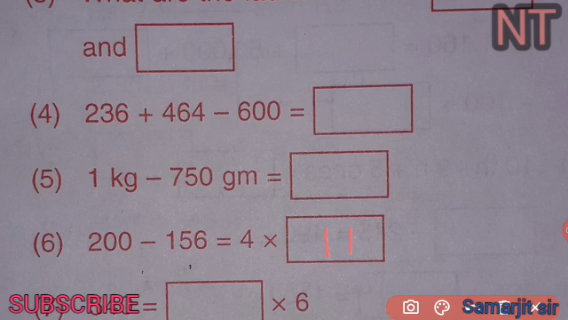 NT
and
(4) 236 + 464 – 600 =
(5) 1 kg – 750 gm =
(6) 200 – 156 = 4 × 11
= × 6
SUBSCRIBE
Samarjit sir